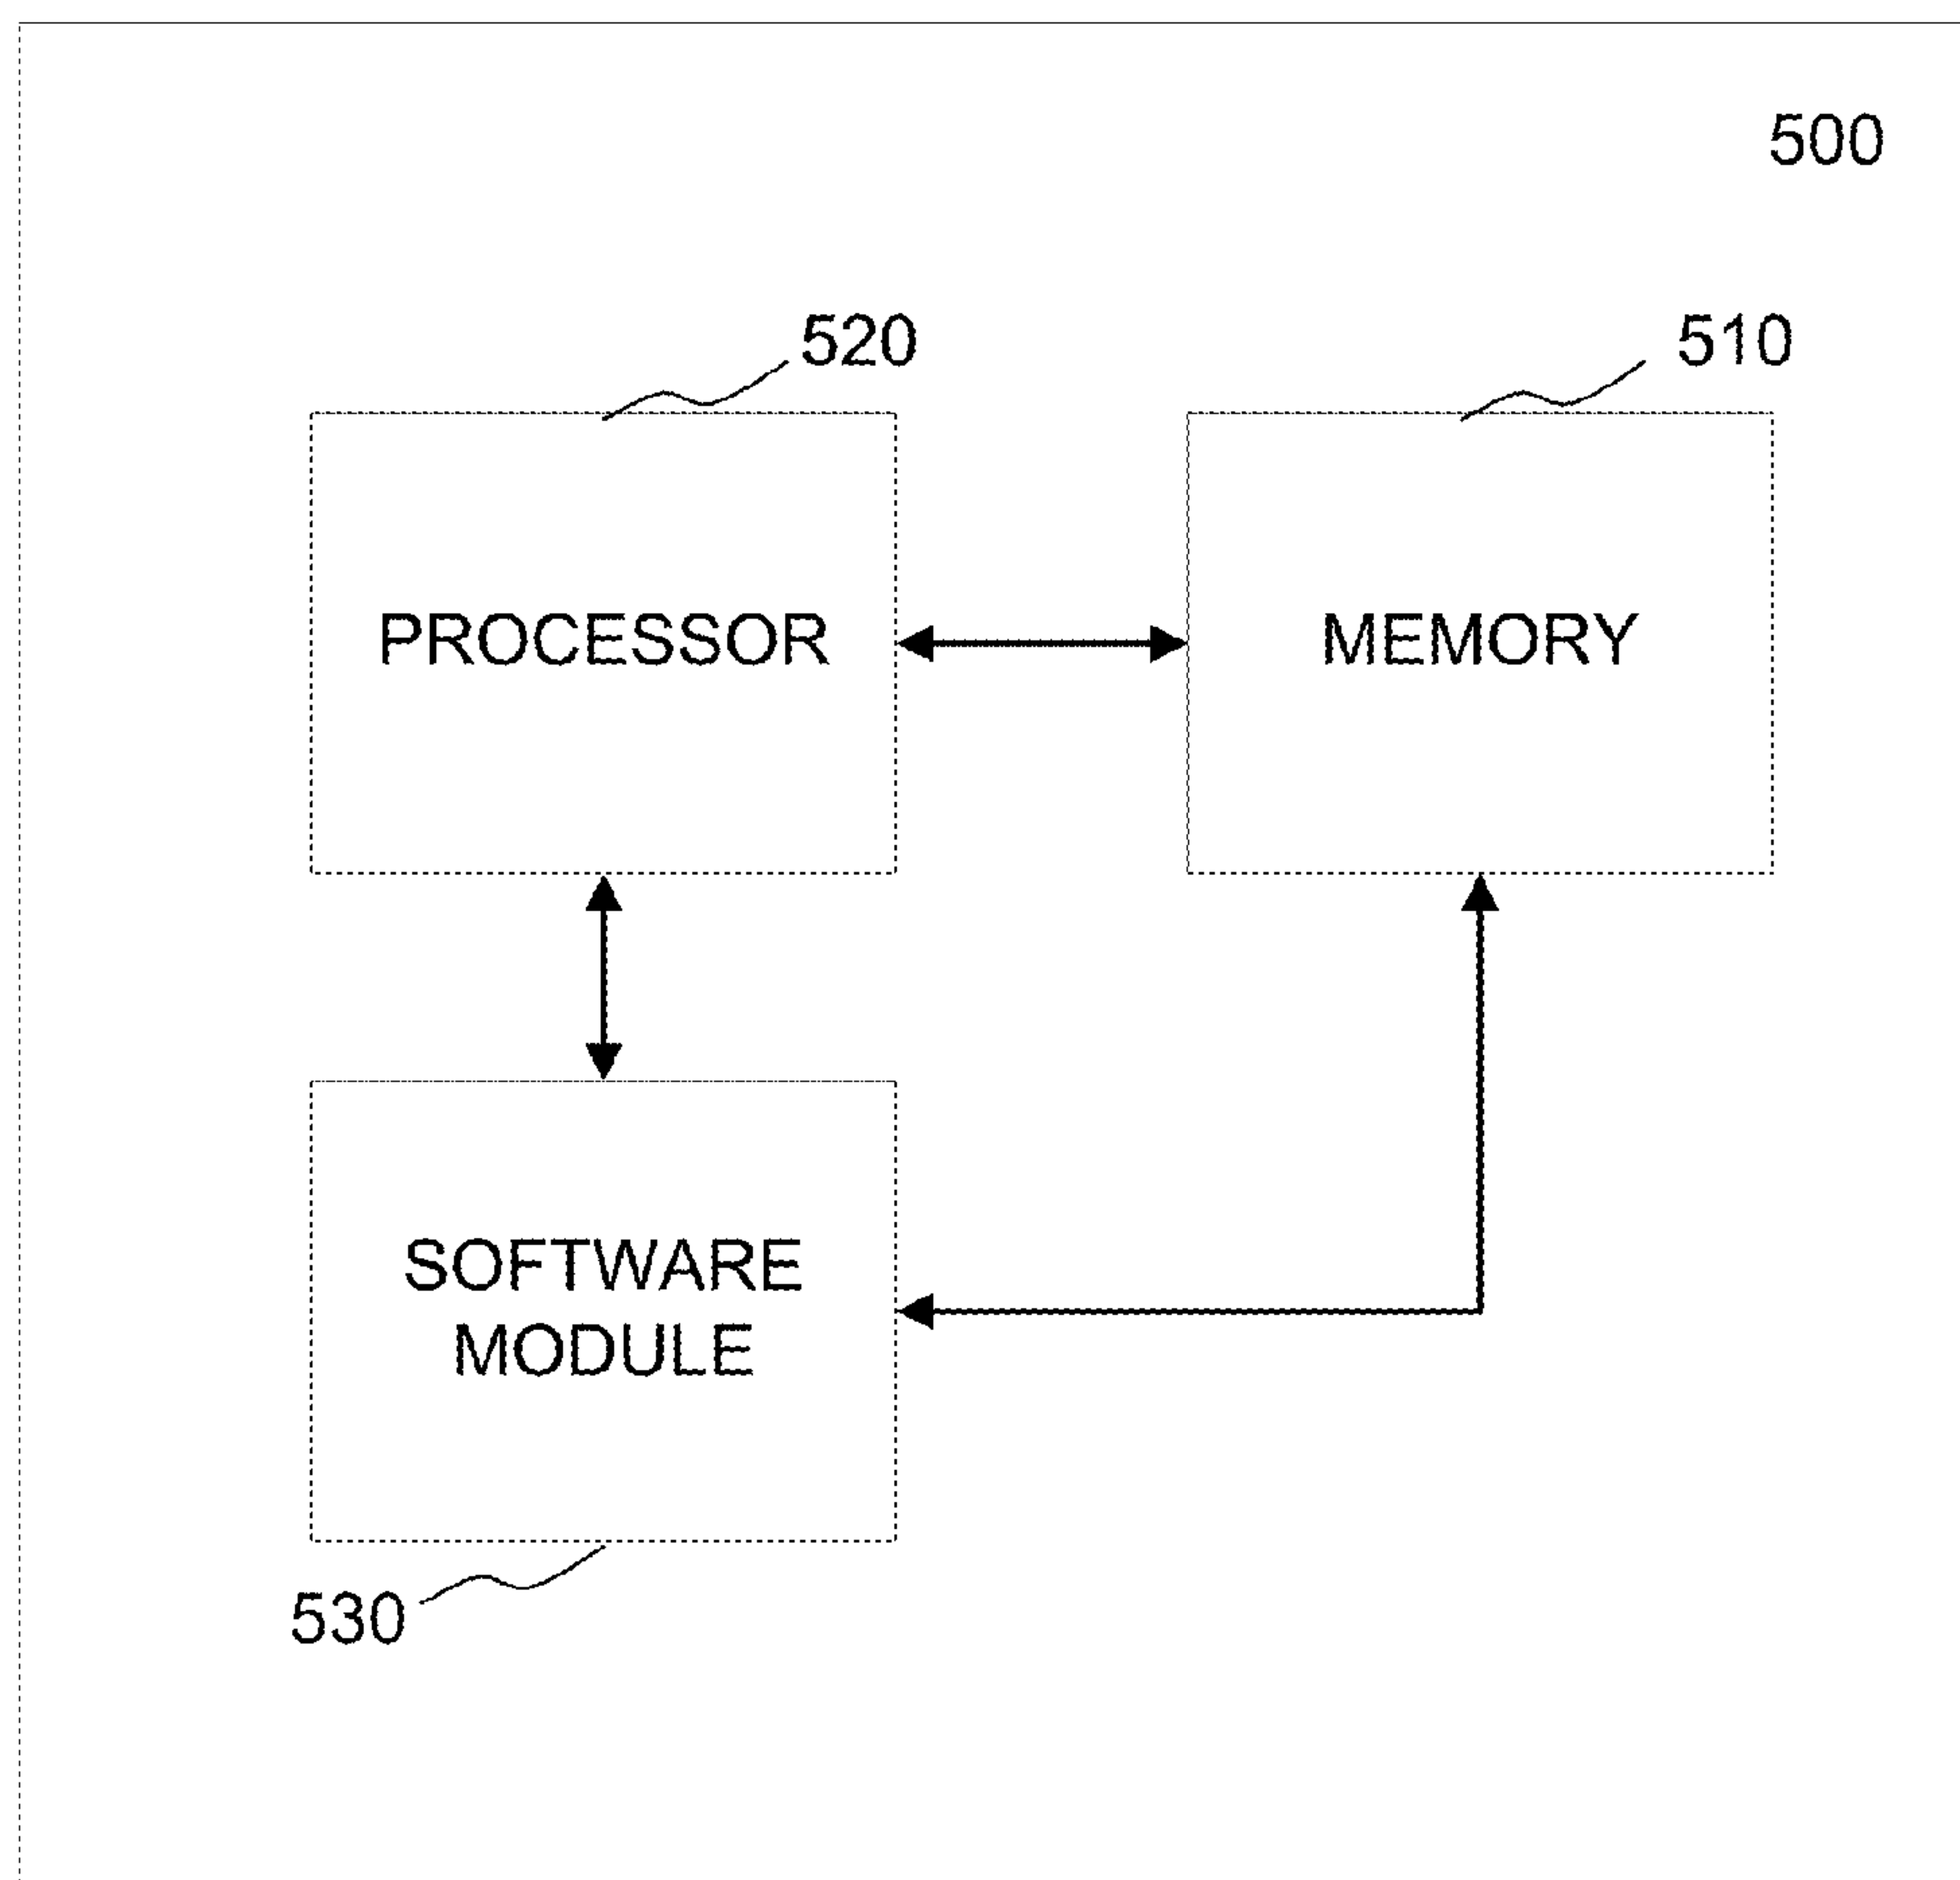 500
520
510
PROCESSOR
MEMORY
SOFTWARE
MODULE
530